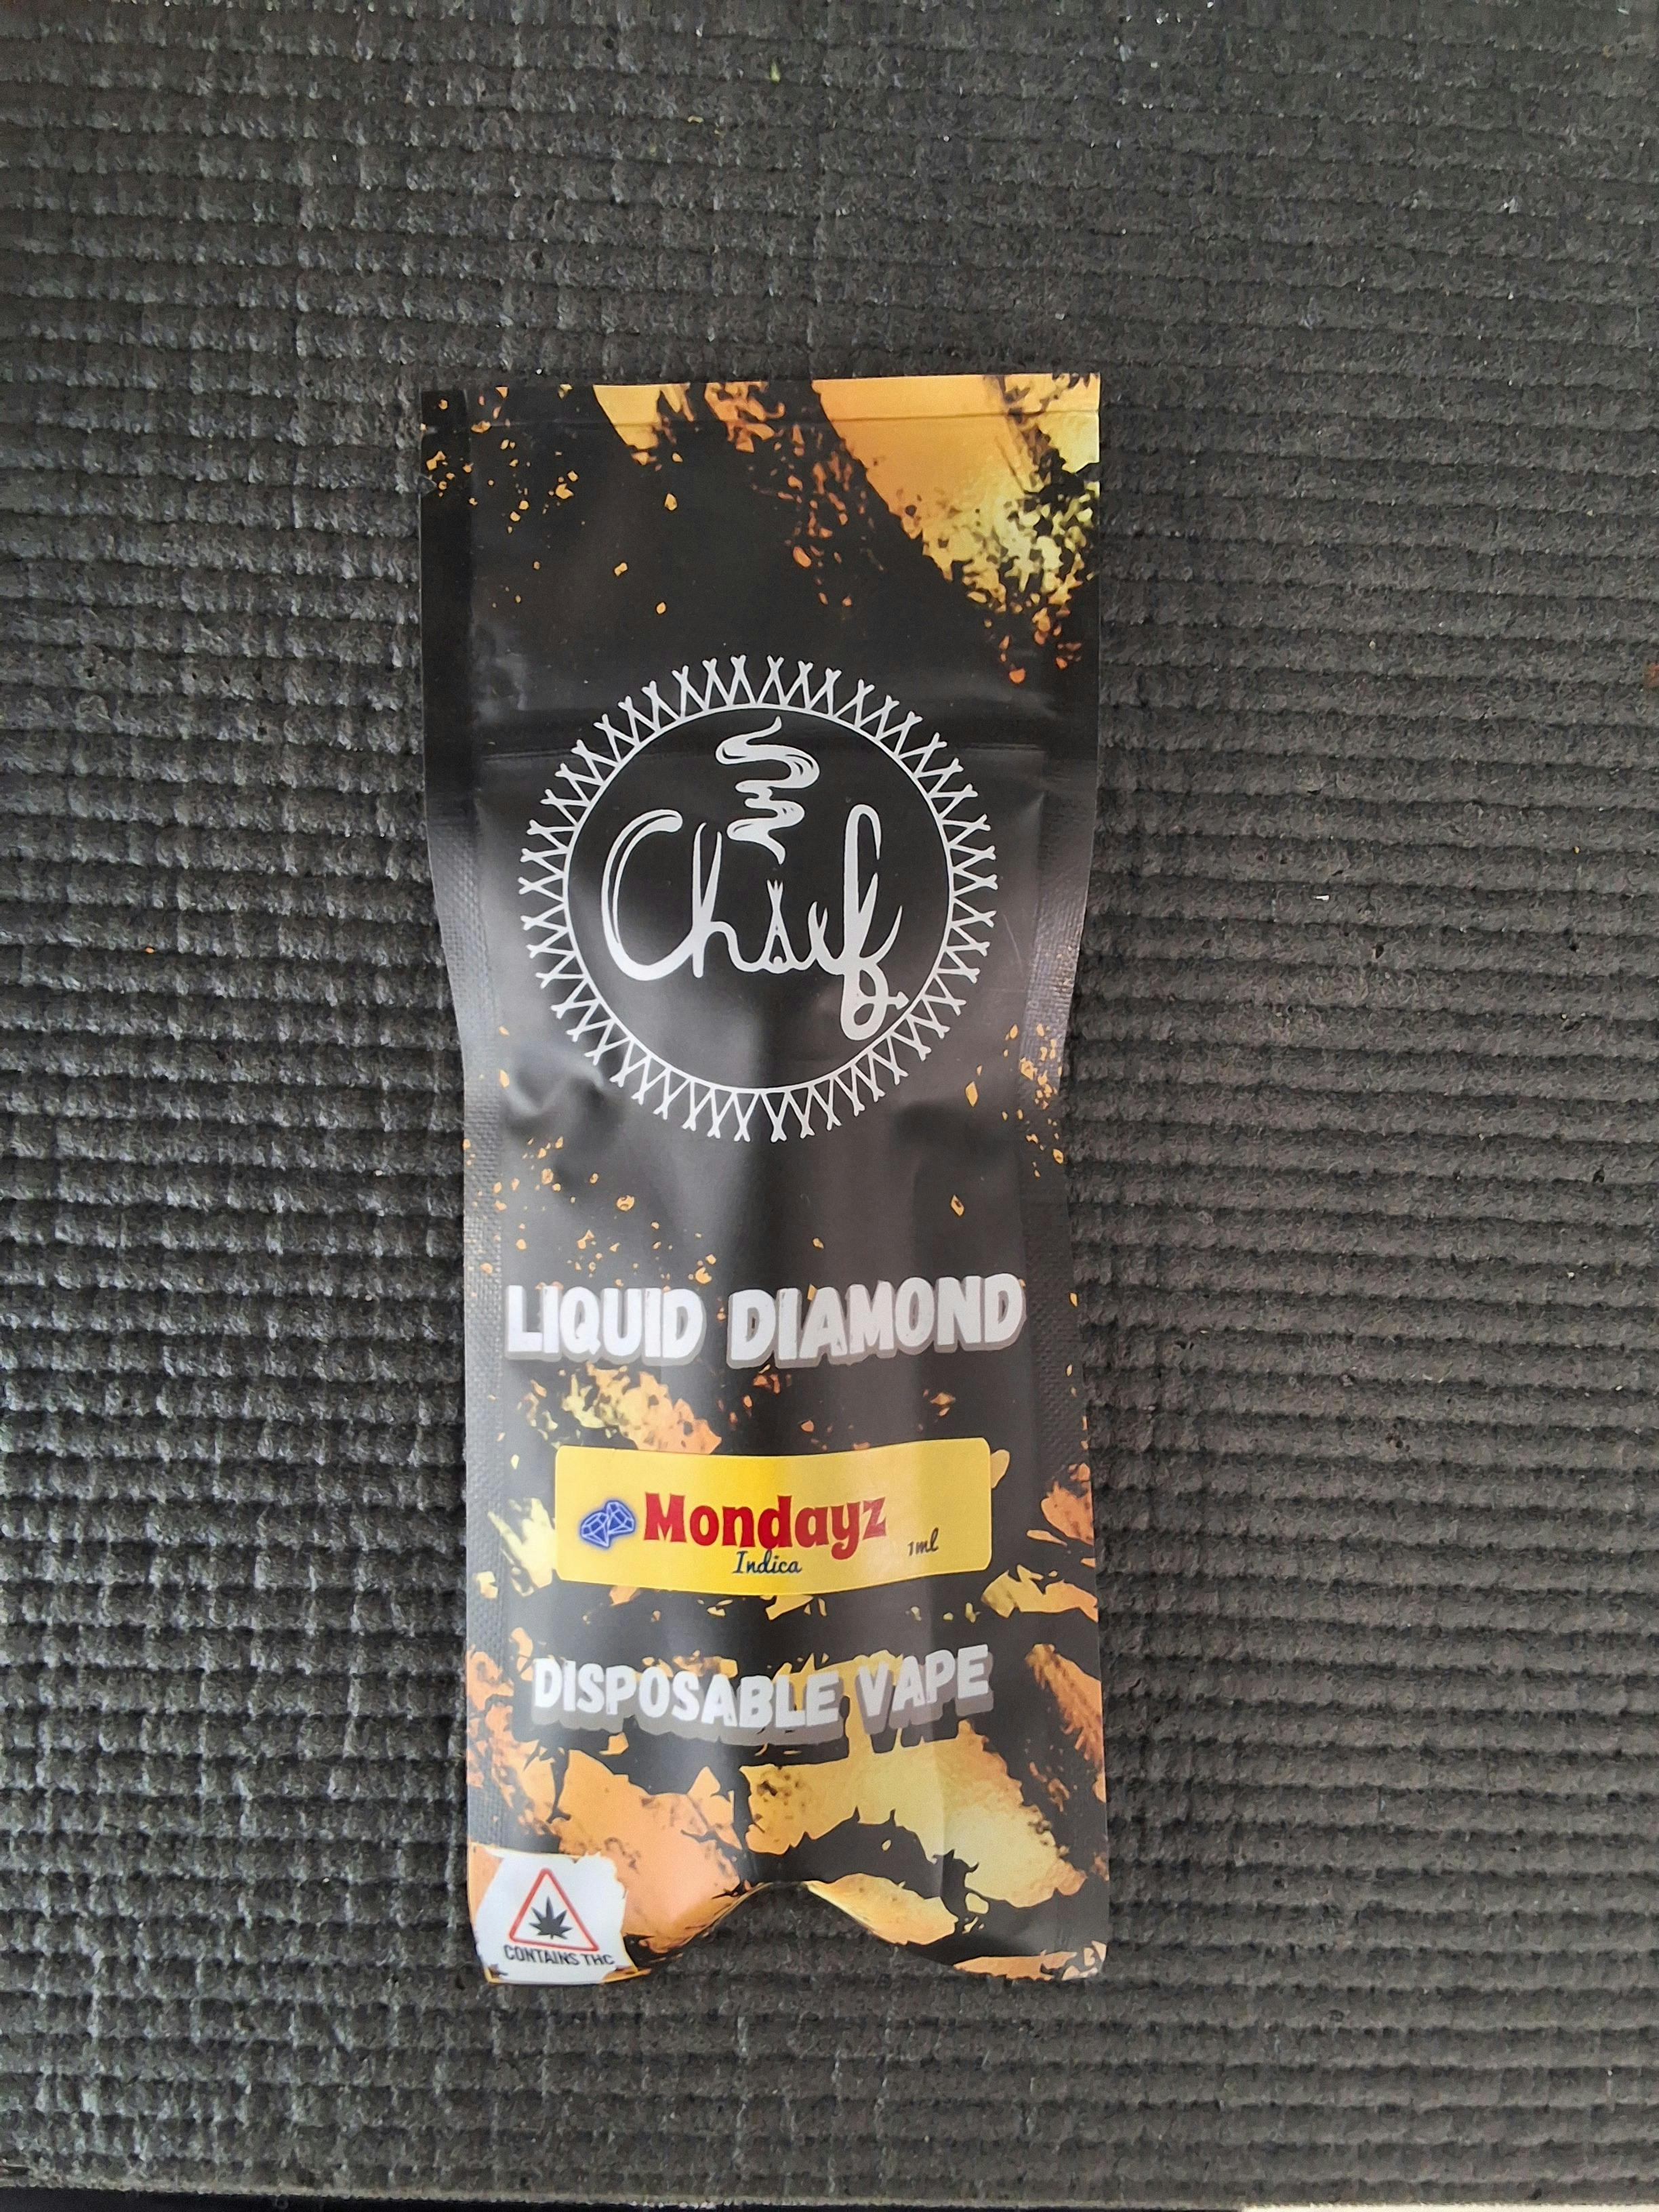 Chief
LIQUID DIAMOND
Mondayz
Indica
1ml
DISPOSABLE VAPE
CONTAINS THC